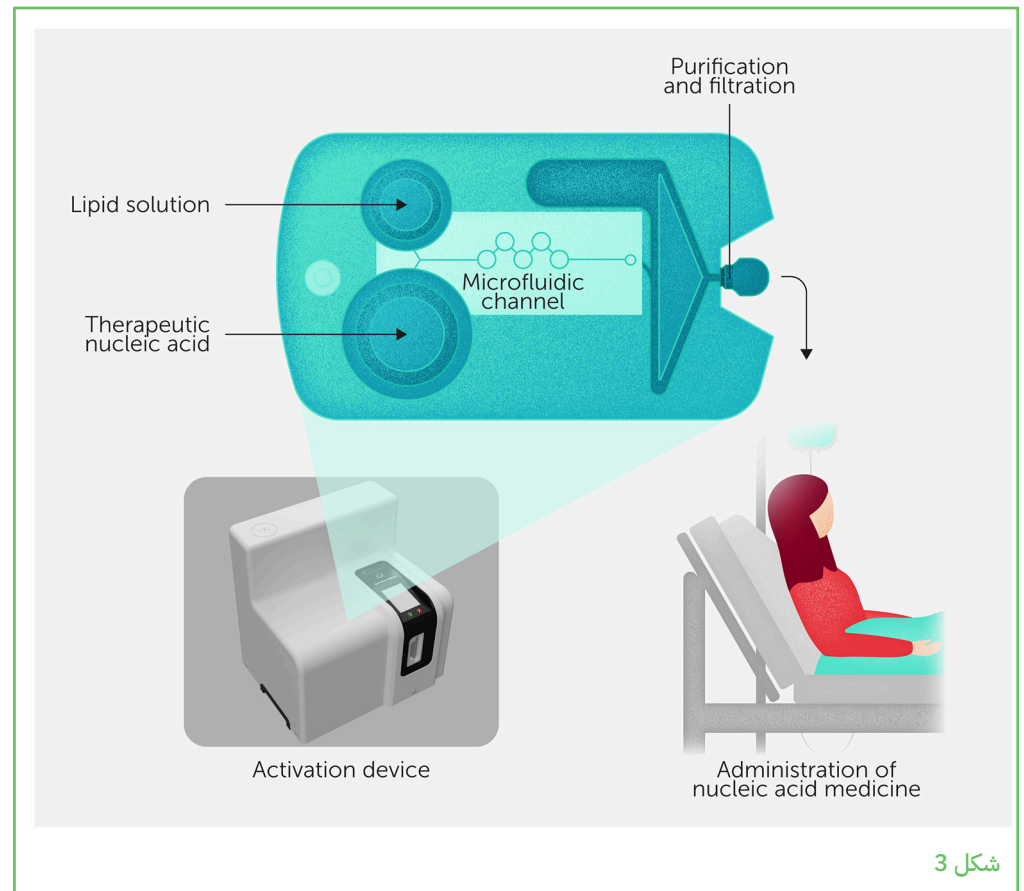 Purification
and filtration
Lipid solution
Microfluidic
channel
Therapeutic
nucleic acid
Activation device
Administration of
nucleic acid medicine
شكل 3